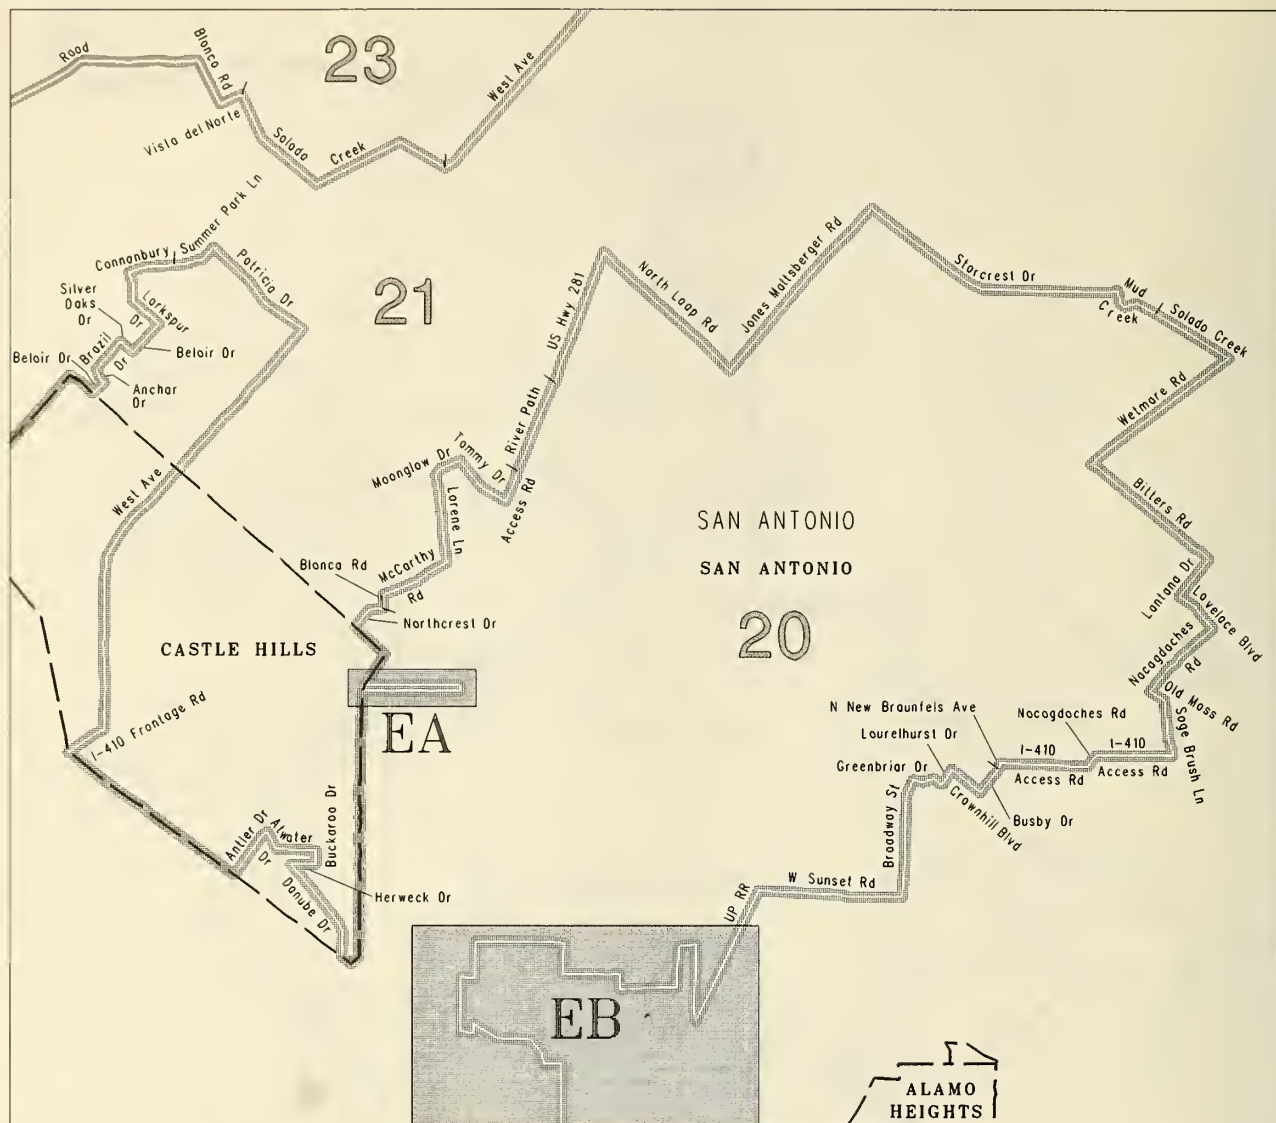 23
Road
Blanco Rd
West Ave
Vista del Norte
Salado
Creek
Summer Park Ln
Connanbury
Patricia Dr
Silver
Oaks
Dr
Larkspur
Dr
Belair Dr
Brazil
Dr
Belair Dr
Anchor
Dr
21
US Hwy 281
North Loop Rd
Jones Maltsberger Rd
Starcrest Dr
Mud
Creek
Salado Creek
Wetmore Rd
River Path
Moonglow Dr
Tommy Dr
Access Rd
West Ave
Lorene Ln
Bitters Rd
SAN ANTONIO
SAN ANTONIO
20
Blanca Rd
McCarthy
Rd
Northcrest Dr
Lantana Dr
Lovelace Blvd
CASTLE HILLS
Nacogdoches
Rd
Old Moss Rd
EA
I-410 Frontage Rd
N New Braunfels Ave
Nacogdoches Rd
Laurelhurst Dr
I-410
Access Rd
I-410
Access Rd
Sage Brush Ln
Greenbriar Dr
Crownhill Blvd
Busby Dr
Broadway St
Antler Dr
Atwater
Dr
Buckaroo Dr
Herweck Dr
Danube Dr
UP RR
W Sunset Rd
EB
ALAMO
HEIGHTS